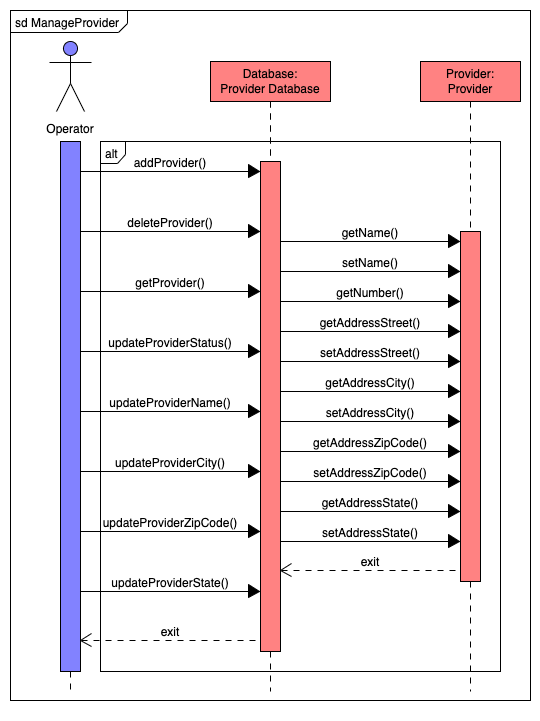 sd ManageProvider
Database:
Provider Database
Provider:
Provider
Operator
alt
addProvider()
deleteProvider()
getName()
setName()
getProvider()
getNumber()
getAddressStreet()
updateProviderStatus()
setAddressStreet()
getAddressCity()
updateProviderName()
setAddressCity()
getAddressZipCode()
updateProviderCity()
setAddressZipCode()
getAddressState()
updateProviderZipCode()
setAddressState()
exit
updateProviderState()
exit